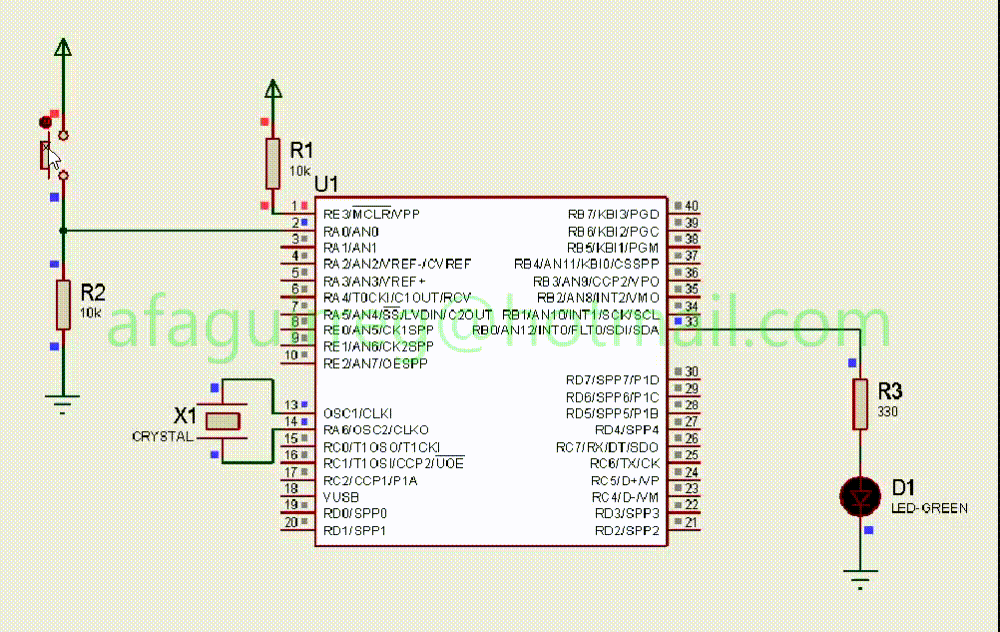 R1
10k
U1
R2
10k
X1
CRYSTAL
R3
330
D1
LED-GREEN
1 RE3/MCLR/VPP
2 RA0/AN0
3 RA1/AN1
4 RA2/AN2/VREF-/CVREF
5 RA3/AN3/VREF+
6 RA4/T0CKI/C1OUT/RCV
7 RA5/AN4/SS/LVDIN/C2OUT
8 RE0/AN5/CK1SPP
9 RE1/AN6/CK2SPP
10 RE2/AN7/OESPP
13 OSC1/CLKI
14 RA6/OSC2/CLKO
15 RC0/T1OSO/T1CKI
16 RC1/T1OSI/CCP2/UOE
17 RC2/CCP1/P1A
18 VUSB
19 RD0/SPP0
20 RD1/SPP1
RB7/KBI3/PGD 40
RB6/KBI2/PGC 39
RB5/KBI1/PGM 38
RB4/AN11/KBI0/CSSPP 37
RB3/AN9/CCP2/VPO 36
RB2/AN8/INT2/VMO 35
RB1/AN10/INT1/SCK/SCL 34
RB0/AN12/INT0/FLT0/SDI/SDA 33
RD7/SPP7/P1D 30
RD6/SPP6/P1C 29
RD5/SPP5/P1B 28
RD4/SPP4 27
RC7/RX/DT/SDO 26
RC6/TX/CK 25
RC5/D+/VP 24
RC4/D-/VM 23
RD3/SPP3 22
RD2/SPP2 21